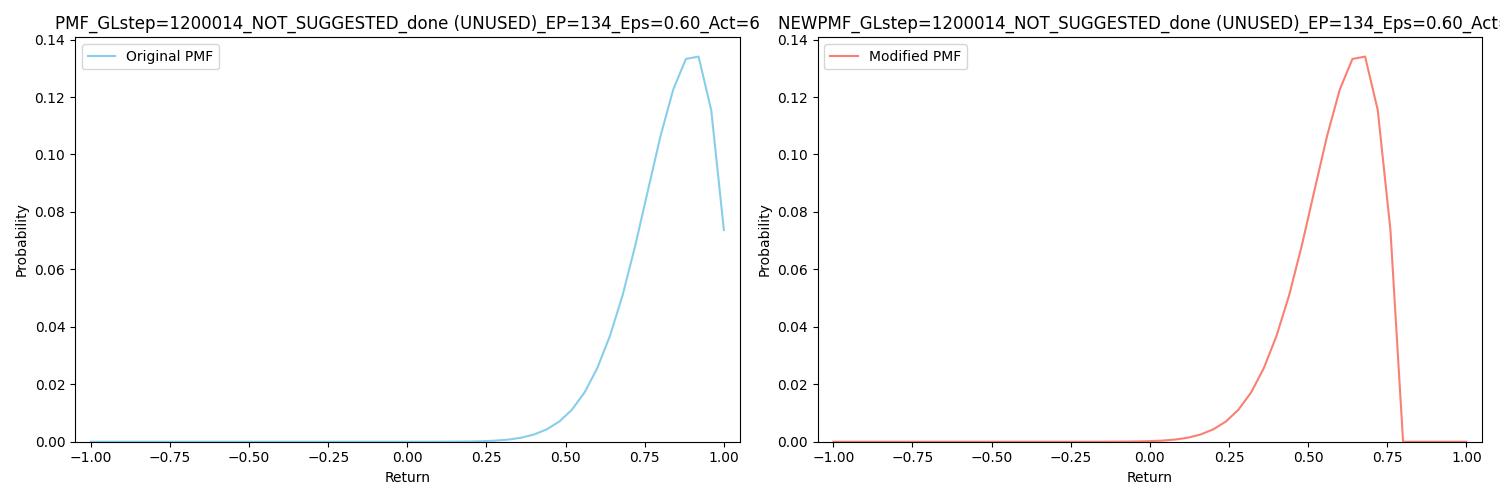 PMF_GLstep=1200014_NOT_SUGGESTED_done (UNUSED)_EP=134_Eps=0.60_Act=6
Original PMF
Probability
0.14
0.12
0.10
0.08
0.06
0.04
0.02
0.00
−1.00 −0.75 −0.50 −0.25 0.00 0.25 0.50 0.75 1.00
Return
NEWPMF_GLstep=1200014_NOT_SUGGESTED_done (UNUSED)_EP=134_Eps=0.60_Act=
Modified PMF
Probability
0.14
0.12
0.10
0.08
0.06
0.04
0.02
0.00
−1.00 −0.75 −0.50 −0.25 0.00 0.25 0.50 0.75 1.00
Return